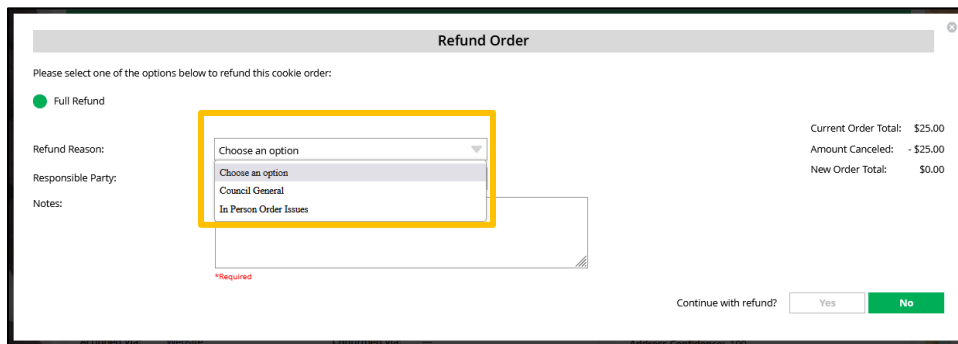 Refund Order
Please select one of the options below to refund this cookie order:
Full Refund
Current Order Total: $25.00
Refund Reason:
Choose an option
Amount Canceled: - $25.00
Choose an option
New Order Total: $0.00
Responsible Party:
Council General
Notes:
In Person Order Issues
*Required
Continue with refund?
Yes
No